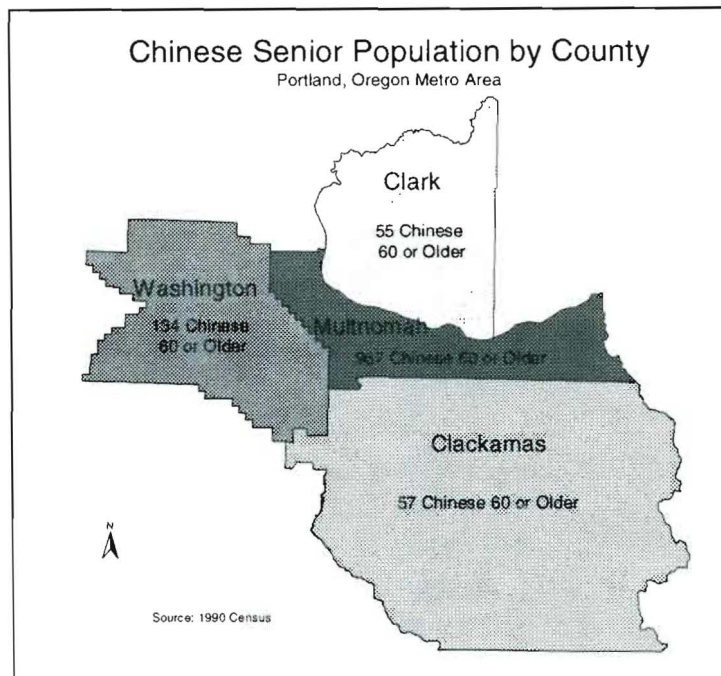 Chinese Senior Population by County
Portland, Oregon Metro Area
Clark
55 Chinese
60 or Older
Washington
194 Chinese
60 or Older
Multnomah
967 Chinese 60 or Older
Clackamas
57 Chinese 60 or Older
N
Source: 1990 Census